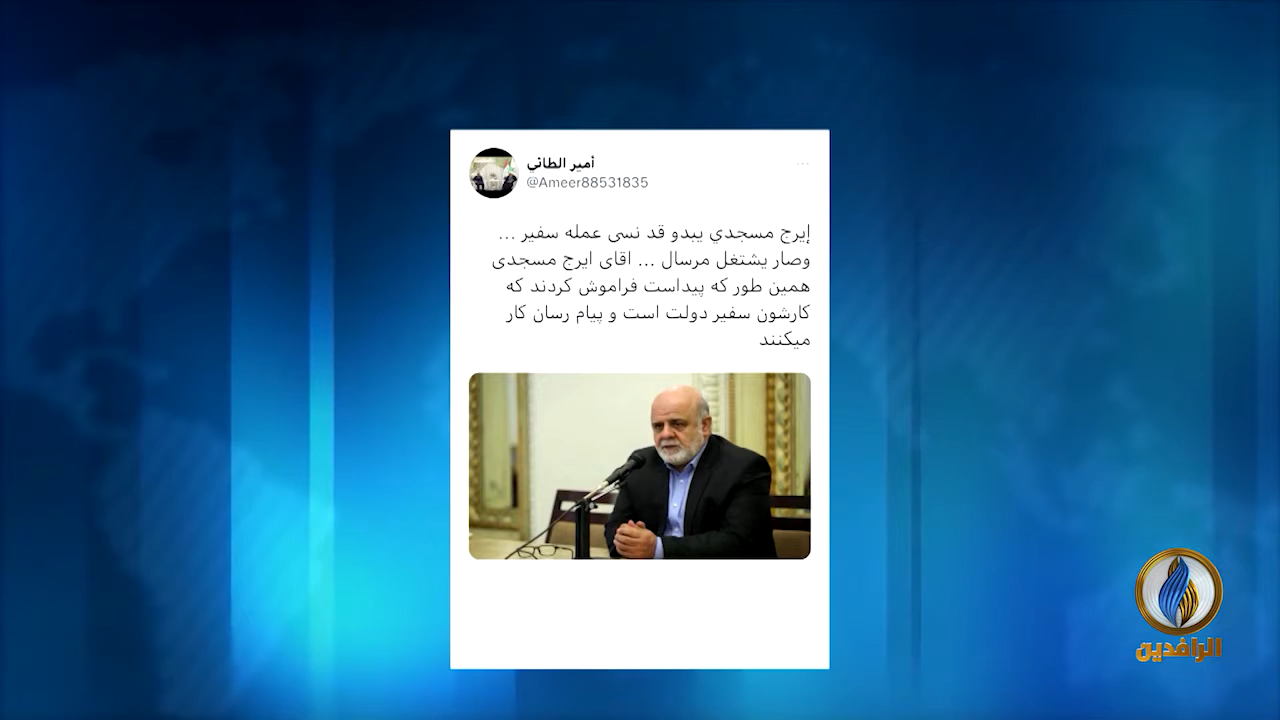 أمير الطائي
@Ameer88531835
إيرج مسجدي يبدو قد نسى عمله سفير ...
وصار يشتغل مرسال ... اقای ایرج مسجدی
همین طور که پیداست فراموش کردند که
کارشون سفیر دولت است و پیام رسان کار
میکنند
الرافدين